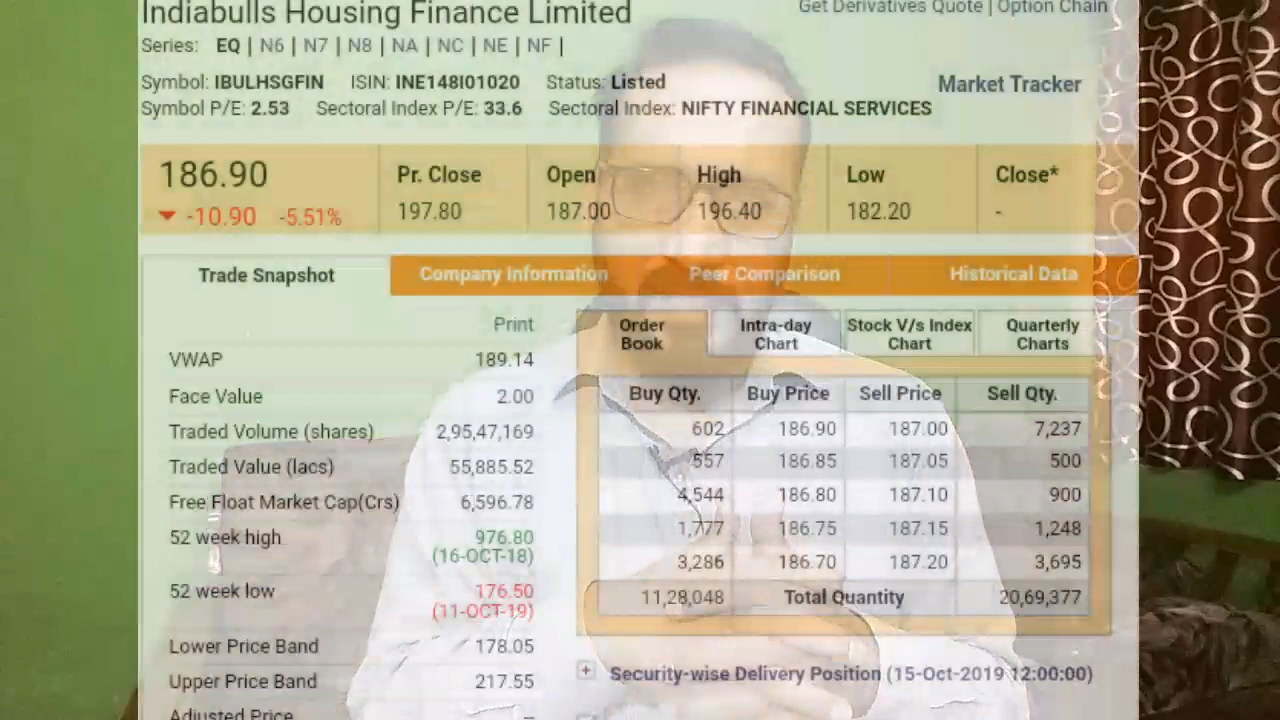 Indiabulls Housing Finance Limited
Get Derivatives Quote | Option Chain
Series: EQ | N6 | N7 | N8 | NA | NC | NE | NF |
Symbol: IBULHSGFIN ISIN: INE148I01020 Status: Listed
Market Tracker
Symbol P/E: 2.53 Sectoral Index P/E: 33.6 Sectoral Index: NIFTY FINANCIAL SERVICES
186.90 Pr. Close Open High Low Close*
-10.90 -5.51% 197.80 187.00 196.40 182.20 -
Trade Snapshot Company Information Peer Comparison Historical Data
Print
VWAP 189.14
Face Value 2.00
Traded Volume (shares) 2,95,47,169
Traded Value (lacs) 55,885.52
Free Float Market Cap(Crs) 6,596.78
52 week high 976.80
(16-OCT-18)
52 week low 176.50
(11-OCT-19)
Lower Price Band 178.05
Upper Price Band 217.55
Adjusted Price --
Order Intra-day Stock V/s Index Quarterly
Book Chart Chart Charts
Buy Qty. Buy Price Sell Price Sell Qty.
602 186.90 187.00 7,237
557 186.85 187.05 500
4,544 186.80 187.10 900
1,777 186.75 187.15 1,248
3,286 186.70 187.20 3,695
11,28,048 Total Quantity 20,69,377
+ Security-wise Delivery Position (15-Oct-2019 12:00:00)